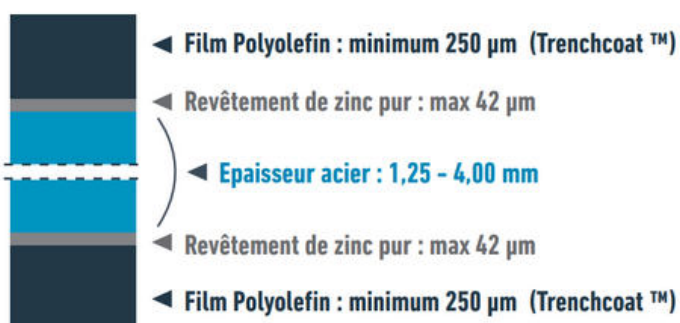 Film Polyolefin : minimum 250 µm (Trenchcoat ™)
Revêtement de zinc pur : max 42 µm
Epaisseur acier : 1,25 - 4,00 mm
Revêtement de zinc pur : max 42 µm
Film Polyolefin : minimum 250 µm (Trenchcoat ™)